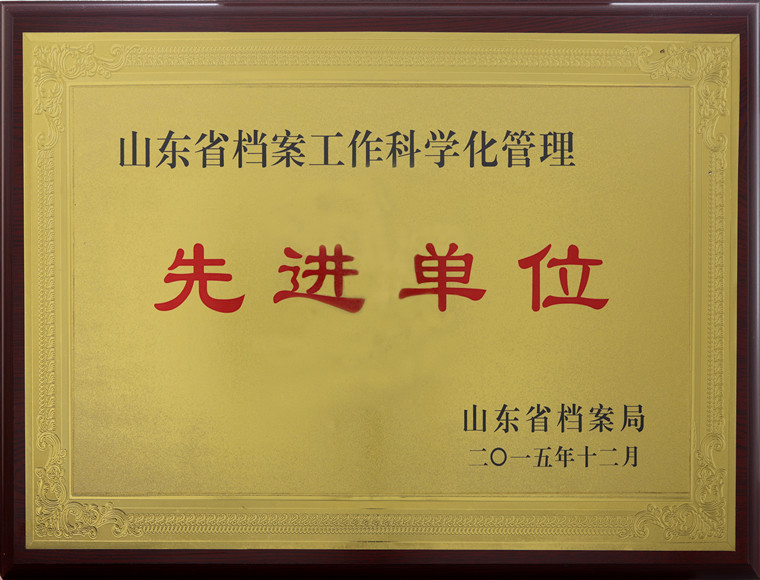 山东省档案工作科学化管理
先进单位
山东省档案局
二〇一五年十二月